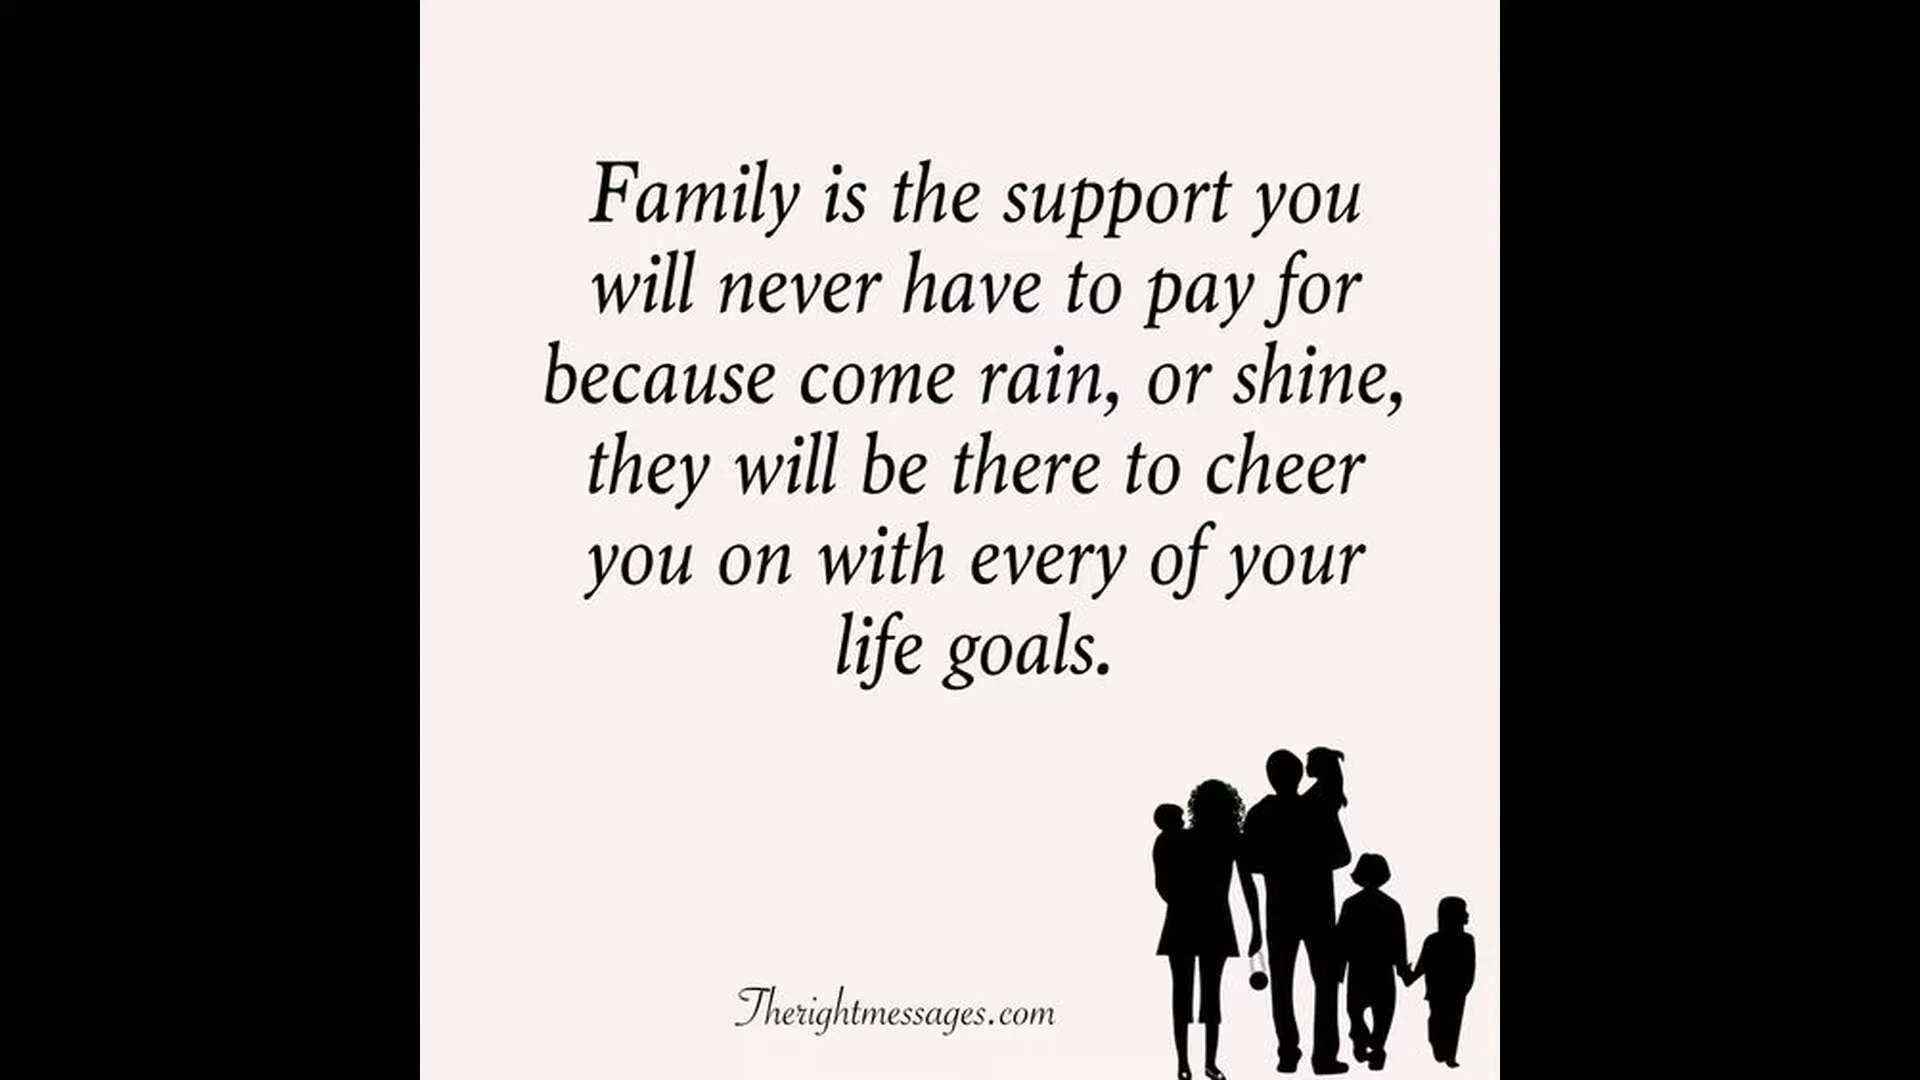 Family is the support you
will never have to pay for
because come rain, or shine,
they will be there to cheer
you on with every of your
life goals.
Therightmessages.com